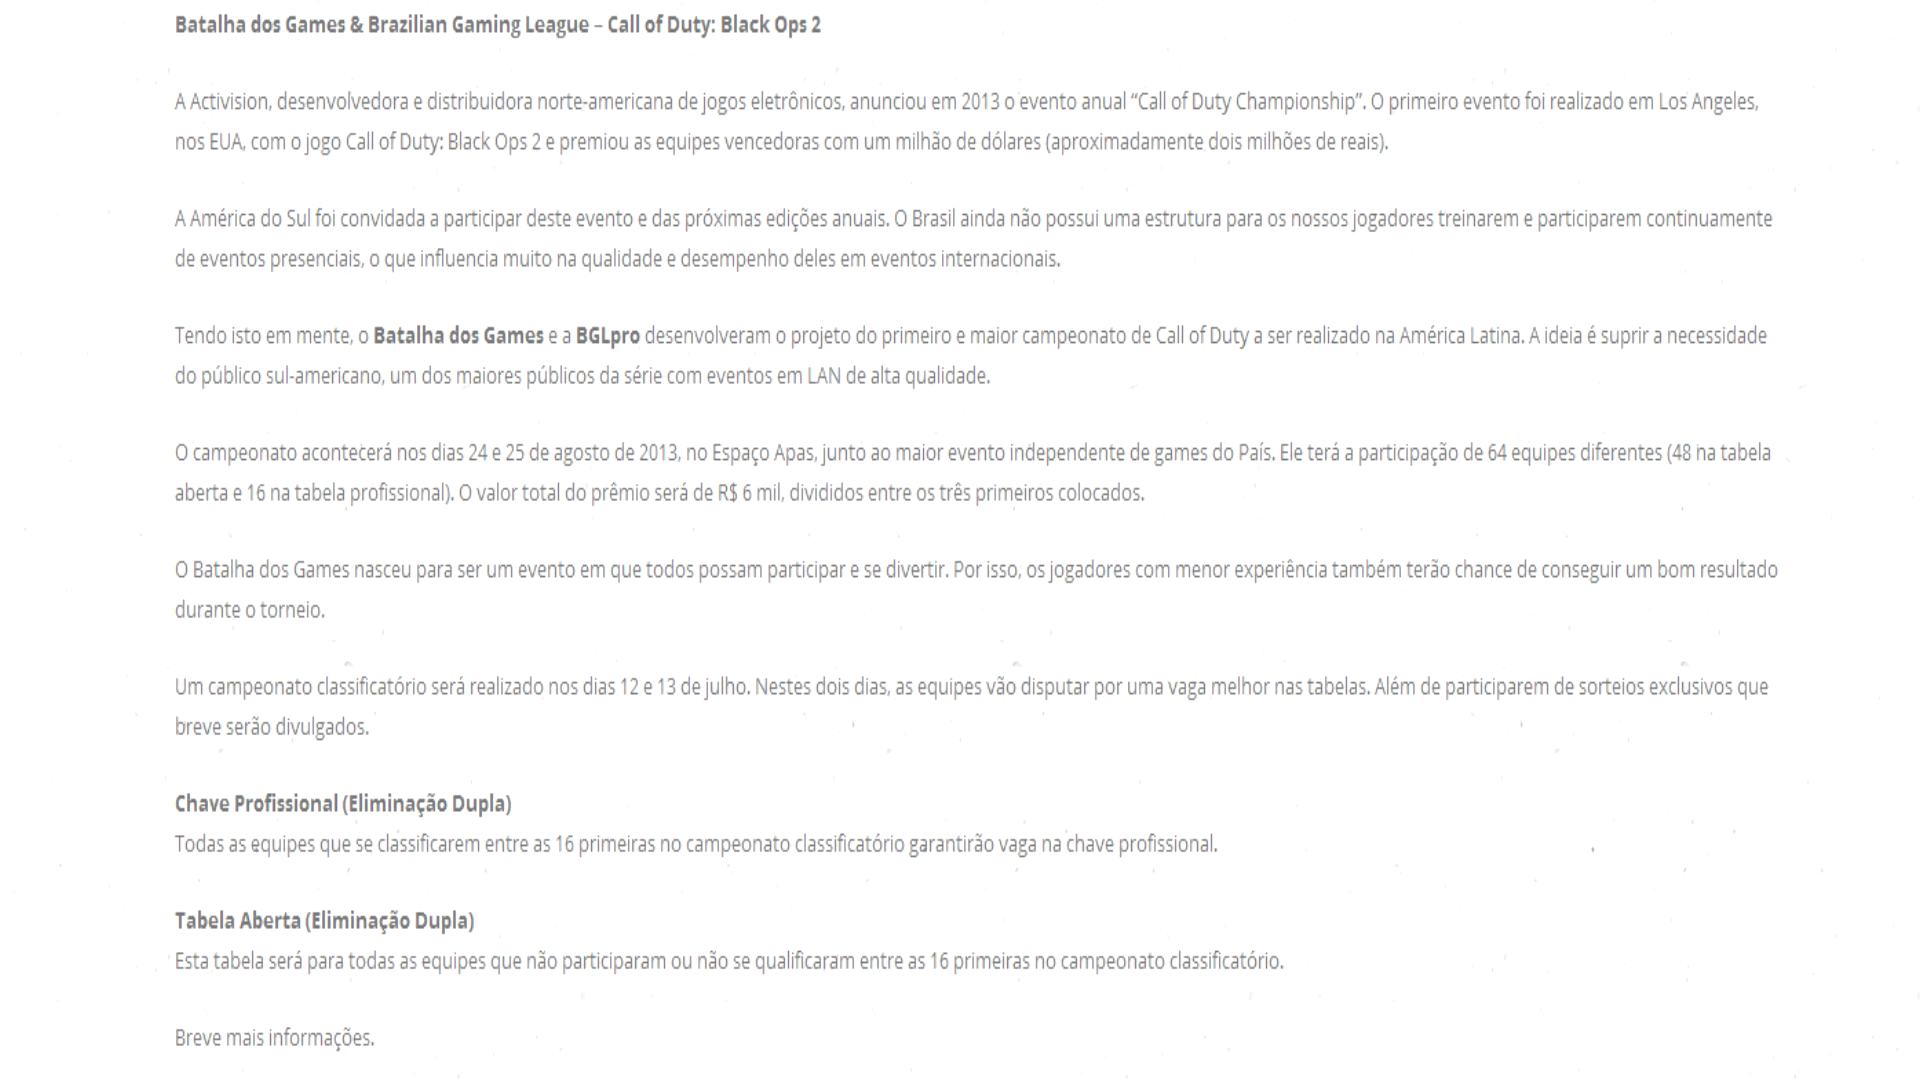 Batalha dos Games & Brazilian Gaming League – Call of Duty: Black Ops 2
A Activision, desenvolvedora e distribuidora norte-americana de jogos eletrônicos, anunciou em 2013 o evento anual “Call of Duty Championship”. O primeiro evento foi realizado em Los Angeles,
nos EUA, com o jogo Call of Duty: Black Ops 2 e premiou as equipes vencedoras com um milhão de dólares (aproximadamente dois milhões de reais).
A América do Sul foi convidada a participar deste evento e das próximas edições anuais. O Brasil ainda não possui uma estrutura para os nossos jogadores treinarem e participarem continuamente
de eventos presenciais, o que influencia muito na qualidade e desempenho deles em eventos internacionais.
Tendo isto em mente, o Batalha dos Games e a BGLpro desenvolveram o projeto do primeiro e maior campeonato de Call of Duty a ser realizado na América Latina. A ideia é suprir a necessidade
do público sul-americano, um dos maiores públicos da série com eventos em LAN de alta qualidade.
O campeonato acontecerá nos dias 24 e 25 de agosto de 2013, no Espaço Apas, junto ao maior evento independente de games do País. Ele terá a participação de 64 equipes diferentes (48 na tabela
aberta e 16 na tabela profissional). O valor total do prêmio será de R$ 6 mil, divididos entre os três primeiros colocados.
O Batalha dos Games nasceu para ser um evento em que todos possam participar e se divertir. Por isso, os jogadores com menor experiência também terão chance de conseguir um bom resultado
durante o torneio.
Um campeonato classificatório será realizado nos dias 12 e 13 de julho. Nestes dois dias, as equipes vão disputar por uma vaga melhor nas tabelas. Além de participarem de sorteios exclusivos que
breve serão divulgados.
Chave Profissional (Eliminação Dupla)
Todas as equipes que se classificarem entre as 16 primeiras no campeonato classificatório garantirão vaga na chave profissional.
Tabela Aberta (Eliminação Dupla)
Esta tabela será para todas as equipes que não participaram ou não se qualificaram entre as 16 primeiras no campeonato classificatório.
Breve mais informações.